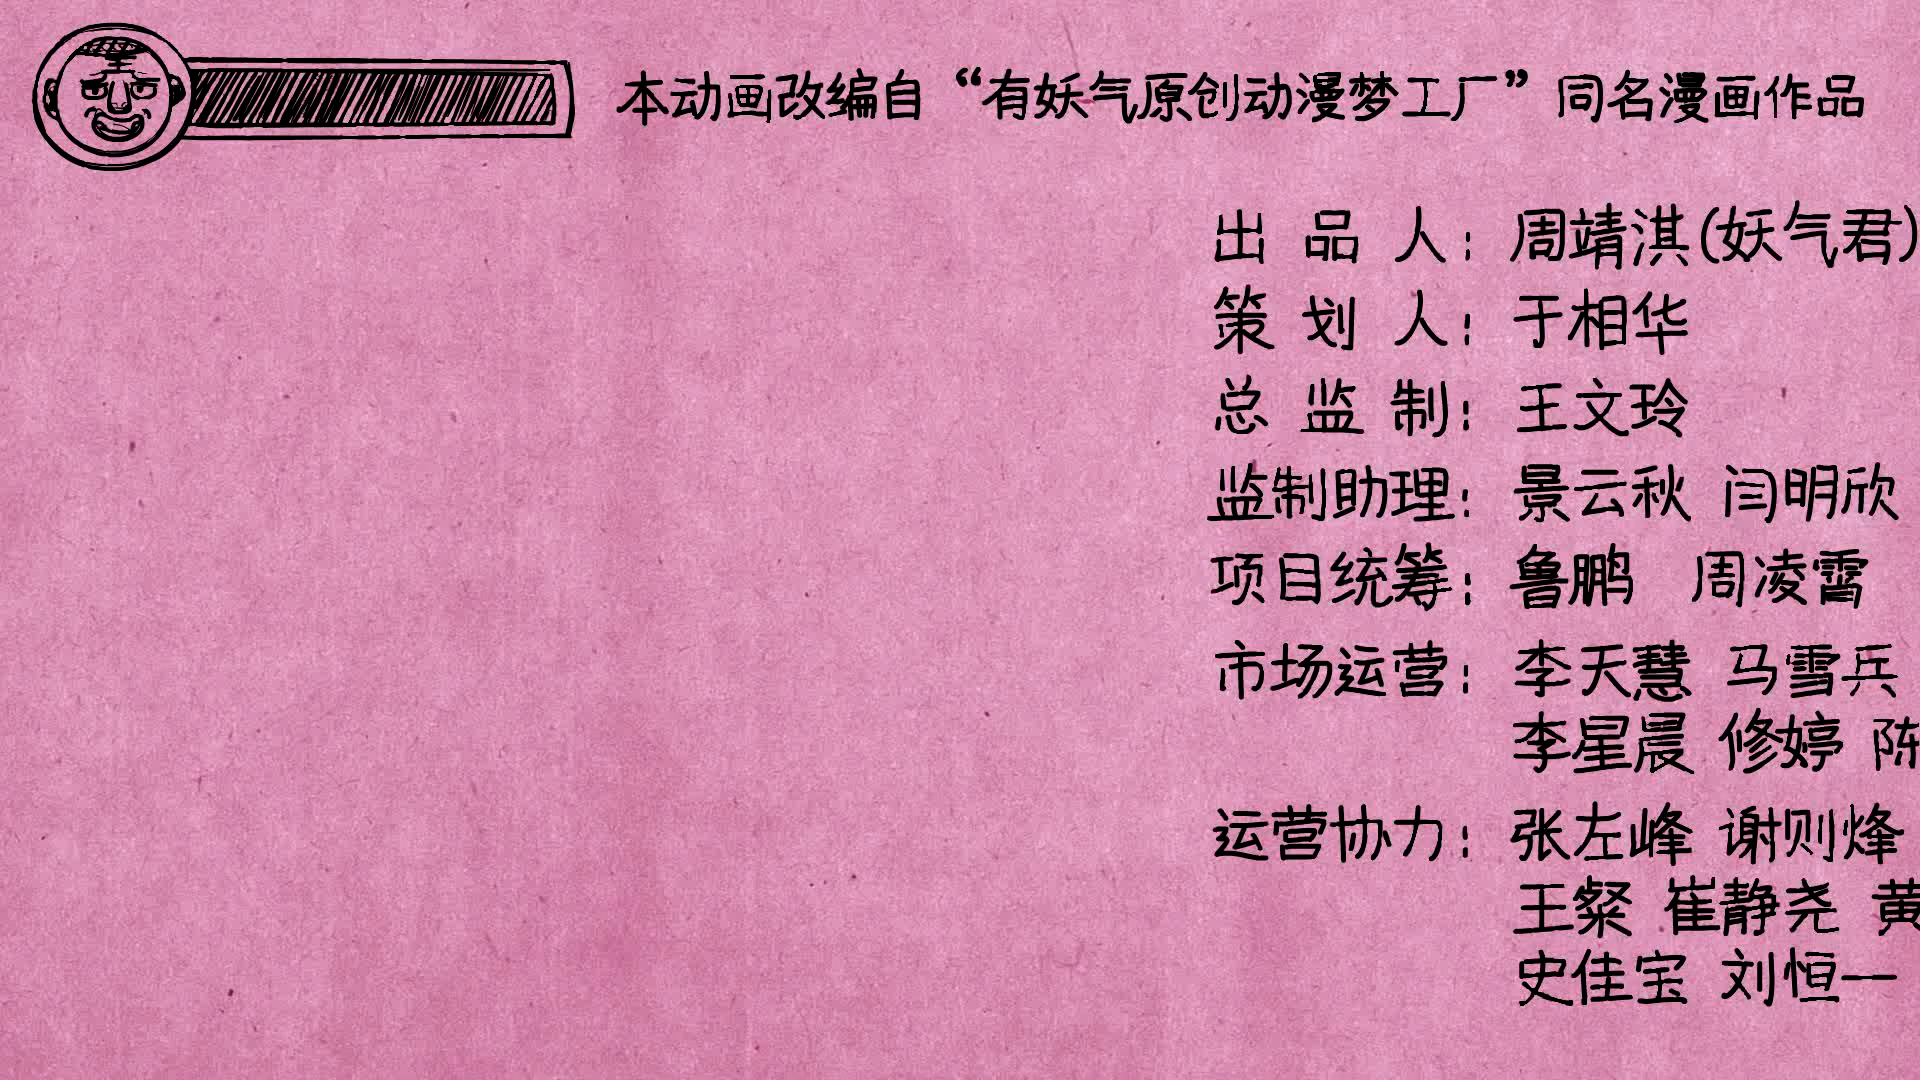 本动画改编自“有妖气原创动漫梦工厂”同名漫画作品
出品人：周靖淇(妖气君)
策划人：于相华
总监制：王文玲
监制助理：景云秋 闫明欣
项目统筹：鲁鹏 周凌霄
市场运营：李天慧 马雪兵
李星晨 修婷 陈
运营协力：张左峰 谢则烽
王粲 崔静尧 黄
史佳宝 刘恒一